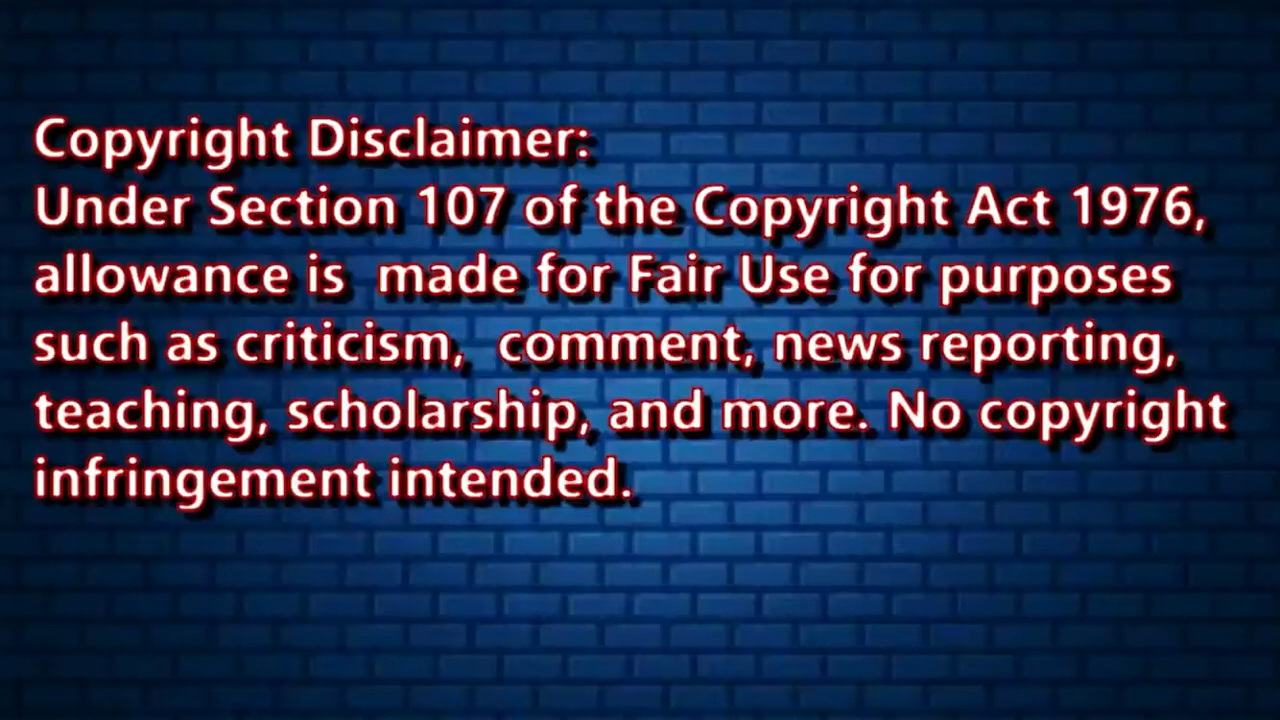 Copyright Disclaimer:
Under Section 107 of the Copyright Act 1976,
allowance is  made for Fair Use for purposes
such as criticism,  comment, news reporting,
teaching, scholarship, and more. No copyright
infringement intended.